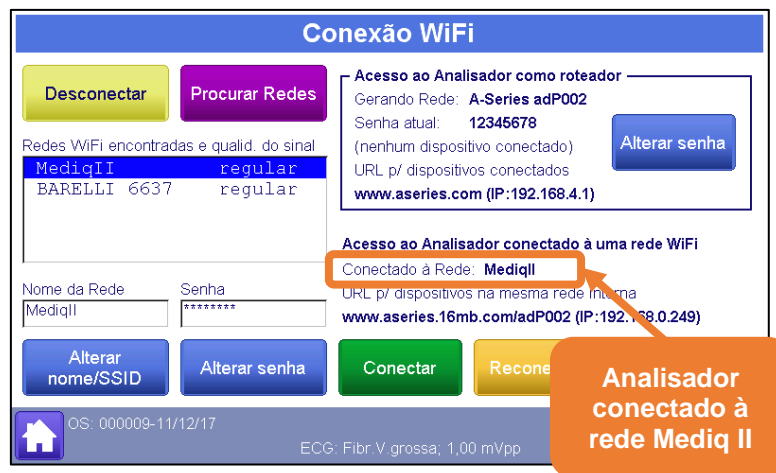 Conexão WiFi
Desconectar
Procurar Redes
Redes WiFi encontradas e qualid. do sinal
MediqII regular
BARELLI 6637 regular
Nome da Rede Senha
MediqII ********
Acesso ao Analisador como roteador
Gerando Rede: A-Series adP002
Senha atual: 12345678
(nenhum dispositivo conectado)
URL p/ dispositivos conectados
www.aseries.com (IP:192.168.4.1)
Alterar senha
Acesso ao Analisador conectado à uma rede WiFi
Conectado à Rede: MediqII
URL p/ dispositivos na mesma rede interna
www.aseries.16mb.com/adP002 (IP:192.168.0.249)
Alterar
nome/SSID
Alterar senha
Conectar
Recone
Analisador
conectado à
rede Mediq II
OS: 000009-11/12/17
ECG: Fibr.V.grossa; 1,00 mVpp